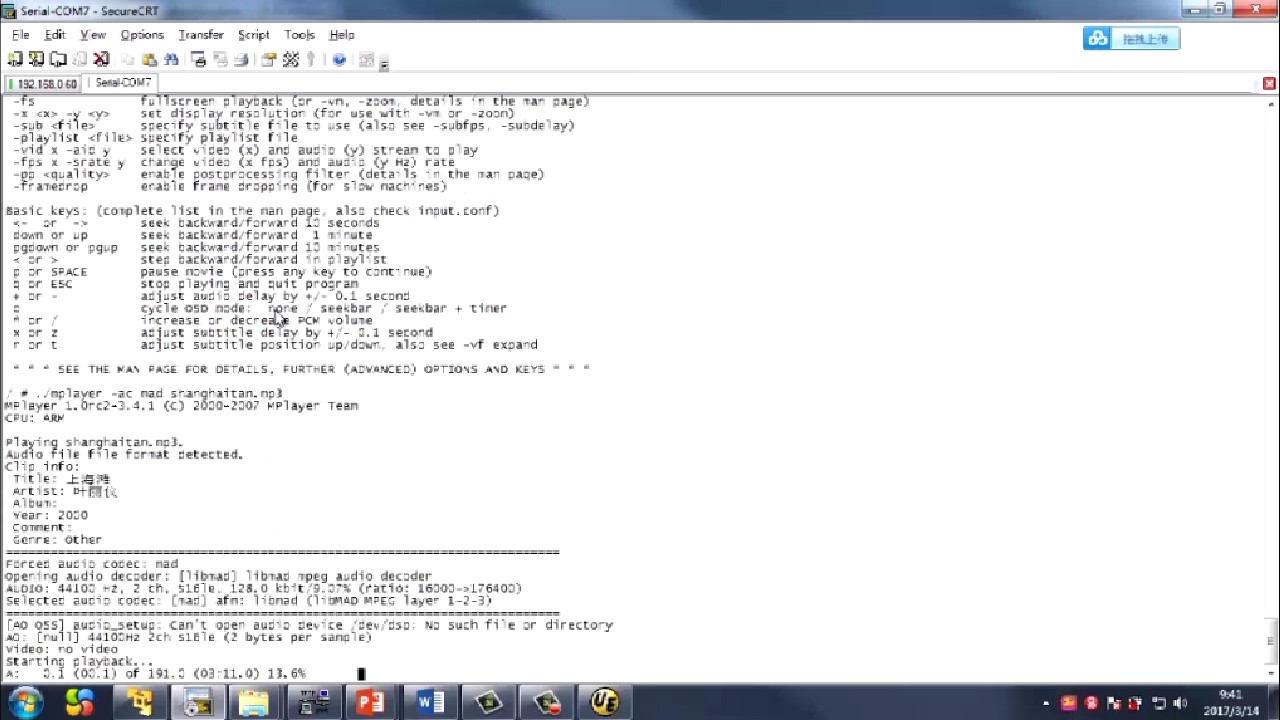 Serial-COM7 - SecureCRT
File Edit View Options Transfer Script Tools Help
拖拽上传
192.168.0.60 Serial-COM7
-fs fullscreen playback (or -vm, -zoom, details in the man page)
-x <x> -y <y> set display resolution (for use with -vm or -zoom)
-sub <file> specify subtitle file to use (also see -subfps, -subdelay)
-playlist <file> specify playlist file
-vid x -aid y select video (x) and audio (y) stream to play
-fps x -srate y change video (x fps) and audio (y Hz) rate
-pp <quality> enable postprocessing filter (details in the man page)
-framedrop enable frame dropping (for slow machines)
Basic keys: (complete list in the man page, also check input.conf)
<- or -> seek backward/forward 10 seconds
down or up seek backward/forward 1 minute
pgdown or pgup seek backward/forward 10 minutes
< or > step backward/forward in playlist
p or SPACE pause movie (press any key to continue)
q or ESC stop playing and quit program
+ or - adjust audio delay by +/- 0.1 second
o cycle OSD mode: none / seekbar / seekbar + timer
* or / increase or decrease PCM volume
x or z adjust subtitle delay by +/- 0.1 second
r or t adjust subtitle position up/down, also see -vf expand
* * * SEE THE MAN PAGE FOR DETAILS, FURTHER (ADVANCED) OPTIONS AND KEYS * * *
/ # ./mplayer -ac mad shanghaitan.mp3
MPlayer 1.0rc2-3.4.1 (C) 2000-2007 MPlayer Team
CPU: ARM
Playing shanghaitan.mp3.
Audio file file format detected.
Clip info:
Title: 上海滩
Artist: 叶丽仪
Album:
Year: 2000
Comment:
Genre: Other
==========================================================================
Forced audio codec: mad
Opening audio decoder: [libmad] libmad mpeg audio decoder
AUDIO: 44100 Hz, 2 ch, s16le, 128.0 kbit/9.07% (ratio: 16000->176400)
Selected audio codec: [mad] afm: libmad (libMAD MPEG layer 1-2-3)
==========================================================================
[AO OSS] audio_setup: Can't open audio device /dev/dsp: No such file or directory
AO: [null] 44100Hz 2ch s16le (2 bytes per sample)
Video: no video
Starting playback...
A: 0.1 (00.1) of 191.0 (03:11.0) 13.6%
9:41
2017/3/14